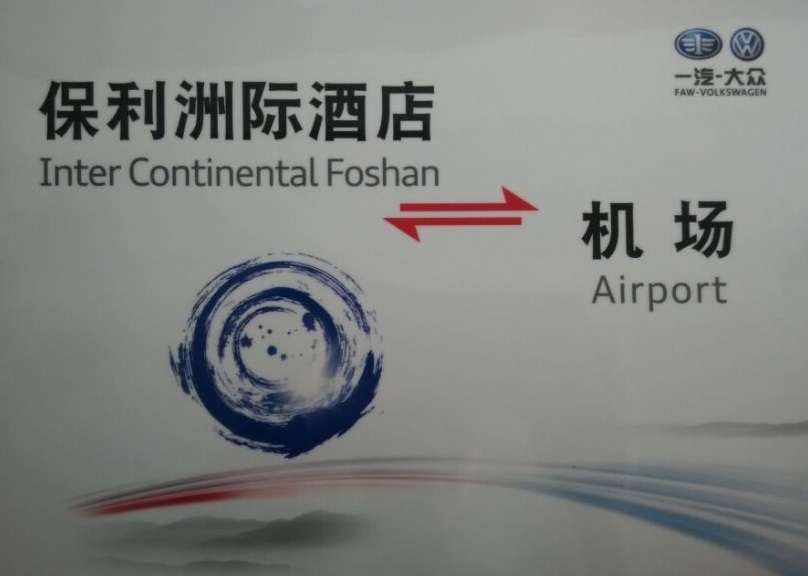 一汽-大众
FAW-VOLKSWAGEN
保利洲际酒店
Inter Continental Foshan
机场
Airport